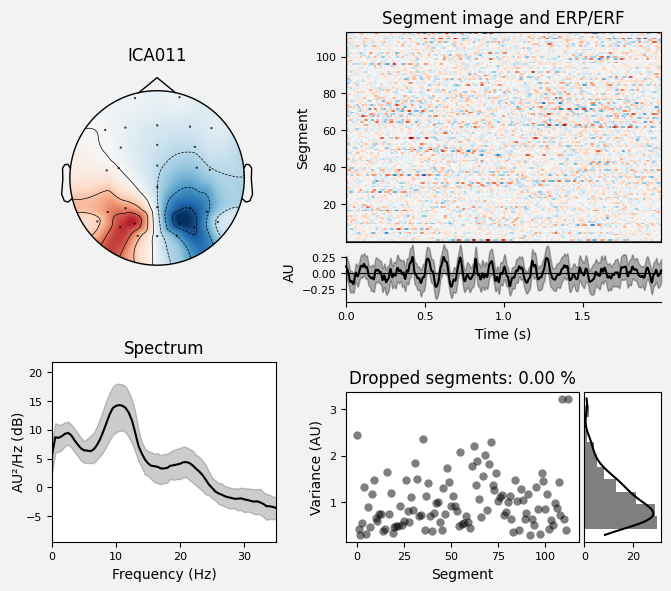 ICA011
Segment image and ERP/ERF
Segment
100
80
60
40
20
AU
0.25
0.00
−0.25
0.0
0.5
1.0
1.5
Time (s)
Spectrum
AU²/Hz (dB)
20
15
10
5
0
−5
0
10
20
30
Frequency (Hz)
Dropped segments: 0.00 %
Variance (AU)
3
2
1
0
25
50
75
100
Segment
0
20